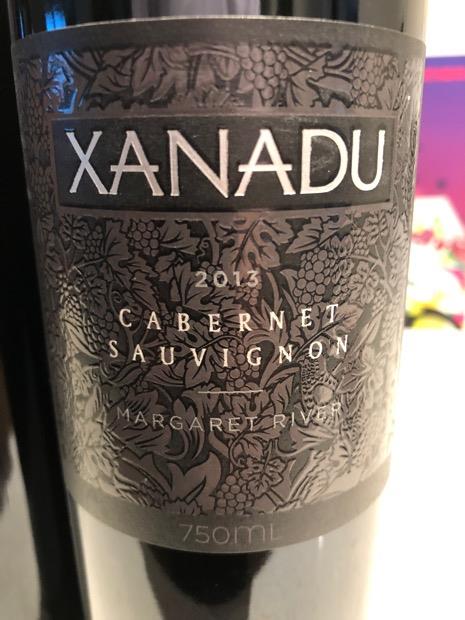 XANADU
2013
CABERNET
SAUVIGNON
MARGARET RIVER
750mL